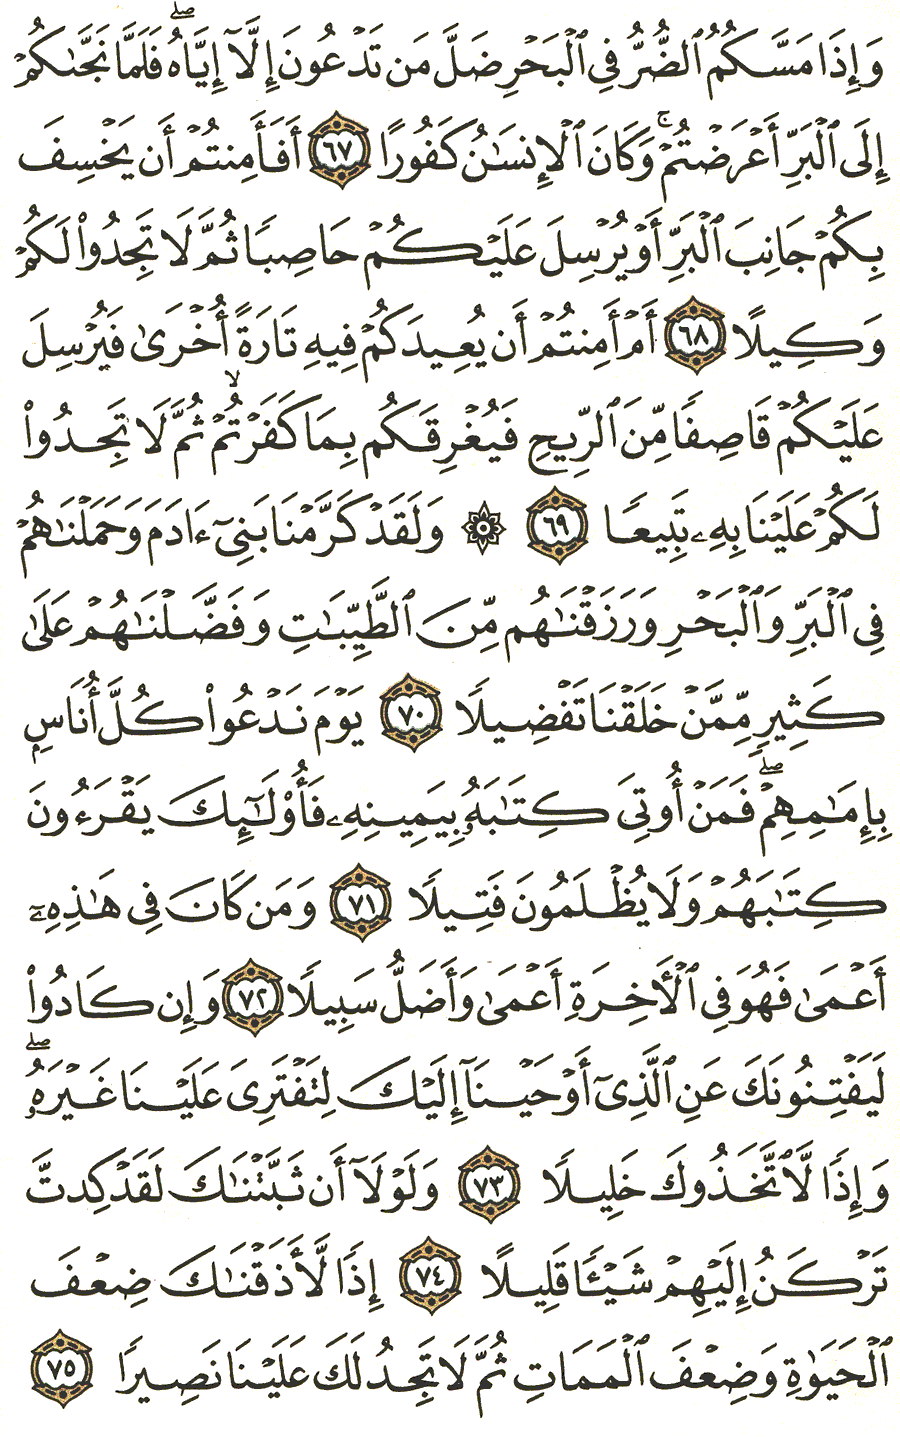 وَإِذَا مَسَّكُمُ ٱلضُّرُّ فِى ٱلْبَحْرِ ضَلَّ مَن تَدْعُونَ إِلَّآ إِيَّاهُ ۖ فَلَمَّا نَجَّىٰكُمْ
إِلَى ٱلْبَرِّ أَعْرَضْتُمْ ۚ وَكَانَ ٱلْإِنسَٰنُ كَفُورًا ٦٧ أَفَأَمِنتُمْ أَن يَخْسِفَ
بِكُمْ جَانِبَ ٱلْبَرِّ أَوْ يُرْسِلَ عَلَيْكُمْ حَاصِبًا ثُمَّ لَا تَجِدُوا۟ لَكُمْ
وَكِيلًا ٦٨ أَمْ أَمِنتُمْ أَن يُعِيدَكُمْ فِيهِ تَارَةً أُخْرَىٰ فَيُرْسِلَ
عَلَيْكُمْ قَاصِفًا مِّنَ ٱلرِّيحِ فَيُغْرِقَكُم بِمَا كَفَرْتُمْ ۙ ثُمَّ لَا تَجِدُوا۟
لَكُمْ عَلَيْنَا بِهِۦ تَبِيعًا ٦٩ ۞ وَلَقَدْ كَرَّمْنَا بَنِىٓ ءَادَمَ وَحَمَلْنَٰهُمْ
فِى ٱلْبَرِّ وَٱلْبَحْرِ وَرَزَقْنَٰهُم مِّنَ ٱلطَّيِّبَٰتِ وَفَضَّلْنَٰهُمْ عَلَىٰ
كَثِيرٍ مِّمَّنْ خَلَقْنَا تَفْضِيلًا ٧٠ يَوْمَ نَدْعُوا۟ كُلَّ أُنَاسٍۭ
بِإِمَٰمِهِمْ ۖ فَمَنْ أُوتِىَ كِتَٰبَهُۥ بِيَمِينِهِۦ فَأُو۟لَٰٓئِكَ يَقْرَءُونَ
كِتَٰبَهُمْ وَلَا يُظْلَمُونَ فَتِيلًا ٧١ وَمَن كَانَ فِى هَٰذِهِۦٓ
أَعْمَىٰ فَهُوَ فِى ٱلْأَخِرَةِ أَعْمَىٰ وَأَضَلُّ سَبِيلًا ٧٢ وَإِن كَادُوا۟
لَيَفْتِنُونَكَ عَنِ ٱلَّذِىٓ أَوْحَيْنَآ إِلَيْكَ لِتَفْتَرِىَ عَلَيْنَا غَيْرَهُۥ ۖ
وَإِذًا لَّٱتَّخَذُوكَ خَلِيلًا ٧٣ وَلَوْلَآ أَن ثَبَّتْنَٰكَ لَقَدْ كِدتَّ
تَرْكَنُ إِلَيْهِمْ شَيْـًٔا قَلِيلًا ٧٤ إِذًا لَّأَذَقْنَٰكَ ضِعْفَ
ٱلْحَيَوٰةِ وَضِعْفَ ٱلْمَمَاتِ ثُمَّ لَا تَجِدُ لَكَ عَلَيْنَا نَصِيرًا ٧٥